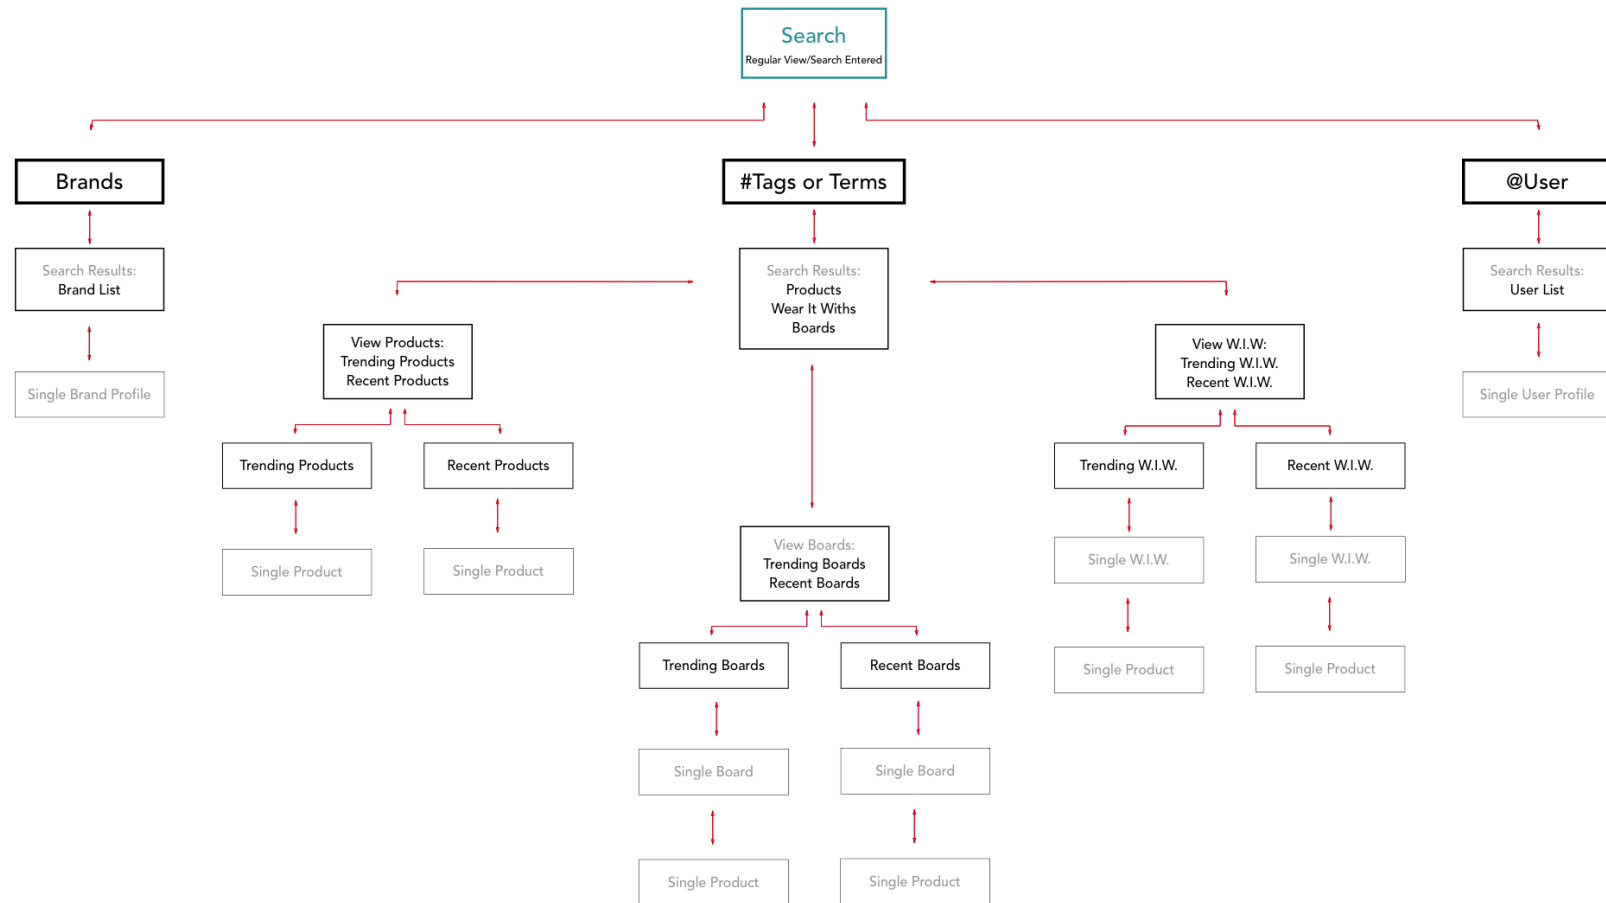 Search
Regular View/Search Entered
Brands
#Tags or Terms
@User
Search Results:
Brand List
Search Results:
Products
Wear It Withs
Boards
Search Results:
User List
View Products:
Trending Products
Recent Products
View W.I.W:
Trending W.I.W.
Recent W.I.W.
Single Brand Profile
Single User Profile
Trending Products
Recent Products
Trending W.I.W.
Recent W.I.W.
Single Product
Single Product
View Boards:
Trending Boards
Recent Boards
Single W.I.W.
Single W.I.W.
Trending Boards
Recent Boards
Single Product
Single Product
Single Board
Single Board
Single Product
Single Product